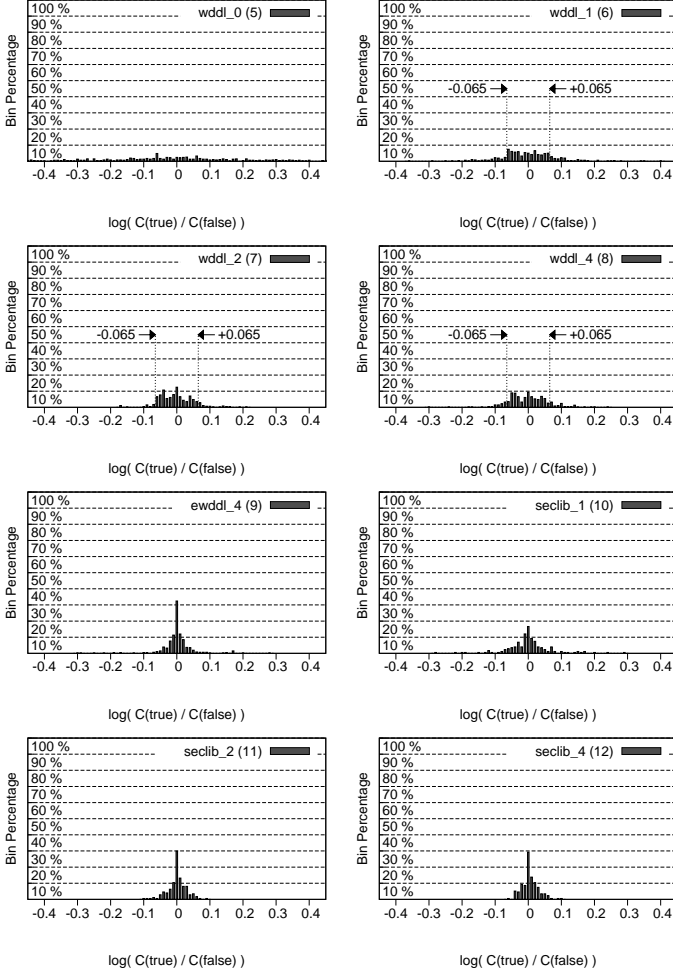 Bin Percentage
100 %
wddl_0 (5)
90 %
80 %
70 %
60 %
50 %
40 %
30 %
20 %
10 %
-0.4 -0.3 -0.2 -0.1 0 0.1 0.2 0.3 0.4
log( C(true) / C(false) )
Bin Percentage
100 %
wddl_1 (6)
90 %
80 %
70 %
60 %
50 %
-0.065 +0.065
40 %
30 %
20 %
10 %
-0.4 -0.3 -0.2 -0.1 0 0.1 0.2 0.3 0.4
log( C(true) / C(false) )
Bin Percentage
100 %
wddl_2 (7)
90 %
80 %
70 %
60 %
50 %
-0.065 +0.065
40 %
30 %
20 %
10 %
-0.4 -0.3 -0.2 -0.1 0 0.1 0.2 0.3 0.4
log( C(true) / C(false) )
Bin Percentage
100 %
wddl_4 (8)
90 %
80 %
70 %
60 %
50 %
-0.065 +0.065
40 %
30 %
20 %
10 %
-0.4 -0.3 -0.2 -0.1 0 0.1 0.2 0.3 0.4
log( C(true) / C(false) )
Bin Percentage
100 %
ewddl_4 (9)
90 %
80 %
70 %
60 %
50 %
40 %
30 %
20 %
10 %
-0.4 -0.3 -0.2 -0.1 0 0.1 0.2 0.3 0.4
log( C(true) / C(false) )
Bin Percentage
100 %
seclib_1 (10)
90 %
80 %
70 %
60 %
50 %
40 %
30 %
20 %
10 %
-0.4 -0.3 -0.2 -0.1 0 0.1 0.2 0.3 0.4
log( C(true) / C(false) )
Bin Percentage
100 %
seclib_2 (11)
90 %
80 %
70 %
60 %
50 %
40 %
30 %
20 %
10 %
-0.4 -0.3 -0.2 -0.1 0 0.1 0.2 0.3 0.4
log( C(true) / C(false) )
Bin Percentage
100 %
seclib_4 (12)
90 %
80 %
70 %
60 %
50 %
40 %
30 %
20 %
10 %
-0.4 -0.3 -0.2 -0.1 0 0.1 0.2 0.3 0.4
log( C(true) / C(false) )